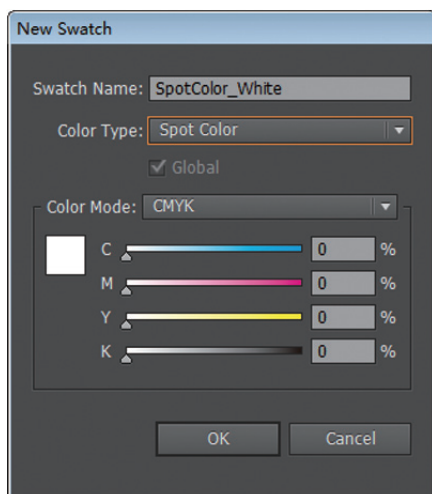 New Swatch
Swatch Name: SpotColor_White
Color Type: Spot Color
Global
Color Mode: CMYK
C 0 %
M 0 %
Y 0 %
K 0 %
OK Cancel